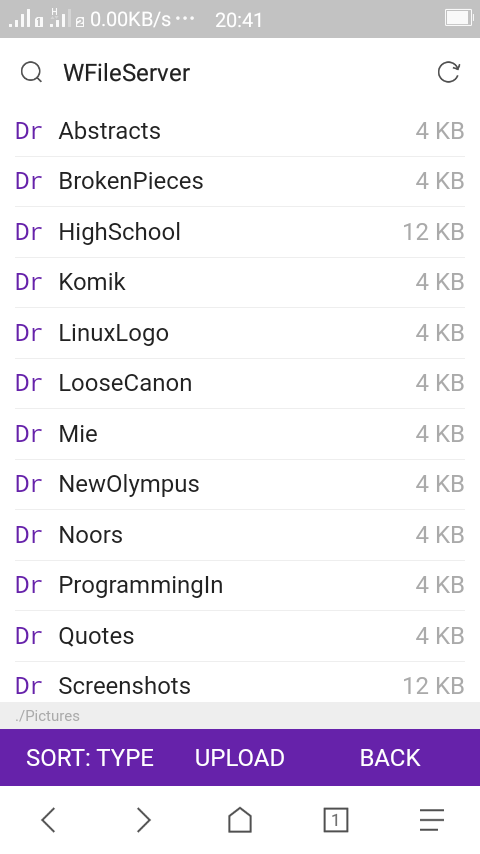 1 H 2 0.00KB/s ··· 20:41
WFileServer
Dr Abstracts 4 KB
Dr BrokenPieces 4 KB
Dr HighSchool 12 KB
Dr Komik 4 KB
Dr LinuxLogo 4 KB
Dr LooseCanon 4 KB
Dr Mie 4 KB
Dr NewOlympus 4 KB
Dr Noors 4 KB
Dr ProgrammingIn 4 KB
Dr Quotes 4 KB
Dr Screenshots 12 KB
./Pictures
SORT: TYPE UPLOAD BACK
1